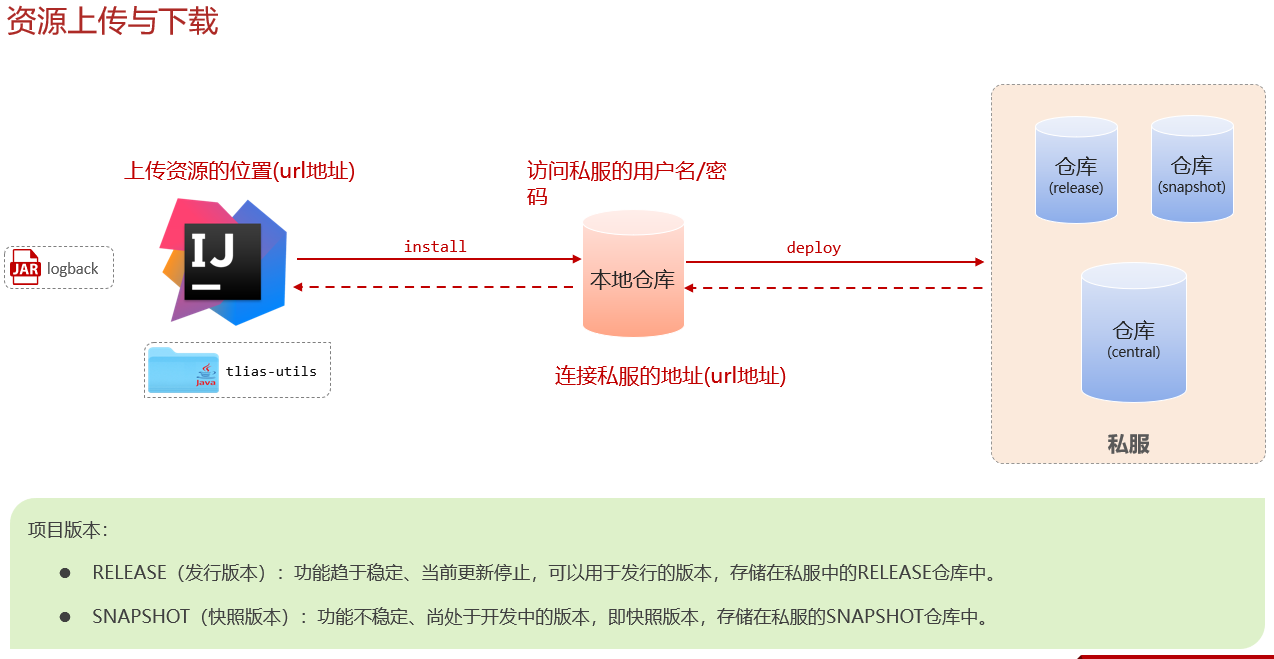 资源上传与下载
上传资源的位置(url地址)
访问私服的用户名/密
码
仓库
(release)
仓库
(snapshot)
IJ
install
deploy
JAR
logback
本地仓库
仓库
(central)
Java
tlias-utils
连接私服的地址(url地址)
私服
项目版本：
● RELEASE（发行版本）：功能趋于稳定、当前更新停止，可以用于发行的版本，存储在私服中的RELEASE仓库中。
● SNAPSHOT（快照版本）：功能不稳定、尚处于开发中的版本，即快照版本，存储在私服的SNAPSHOT仓库中。